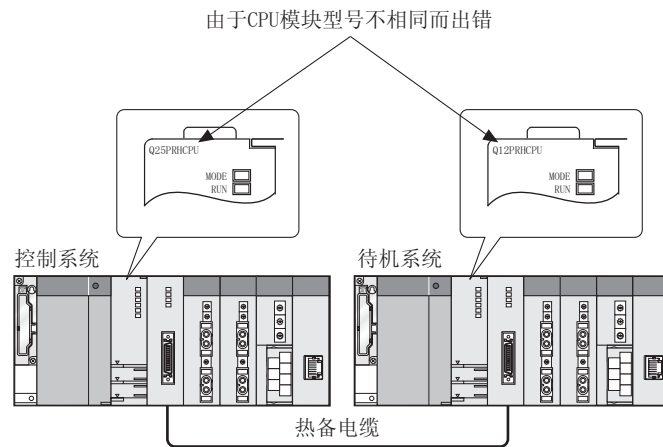 由于CPU模块型号不相同而出错
Q25PRHCPU
MODE
RUN
Q12PRHCPU
MODE
RUN
控制系统
待机系统
热备电缆